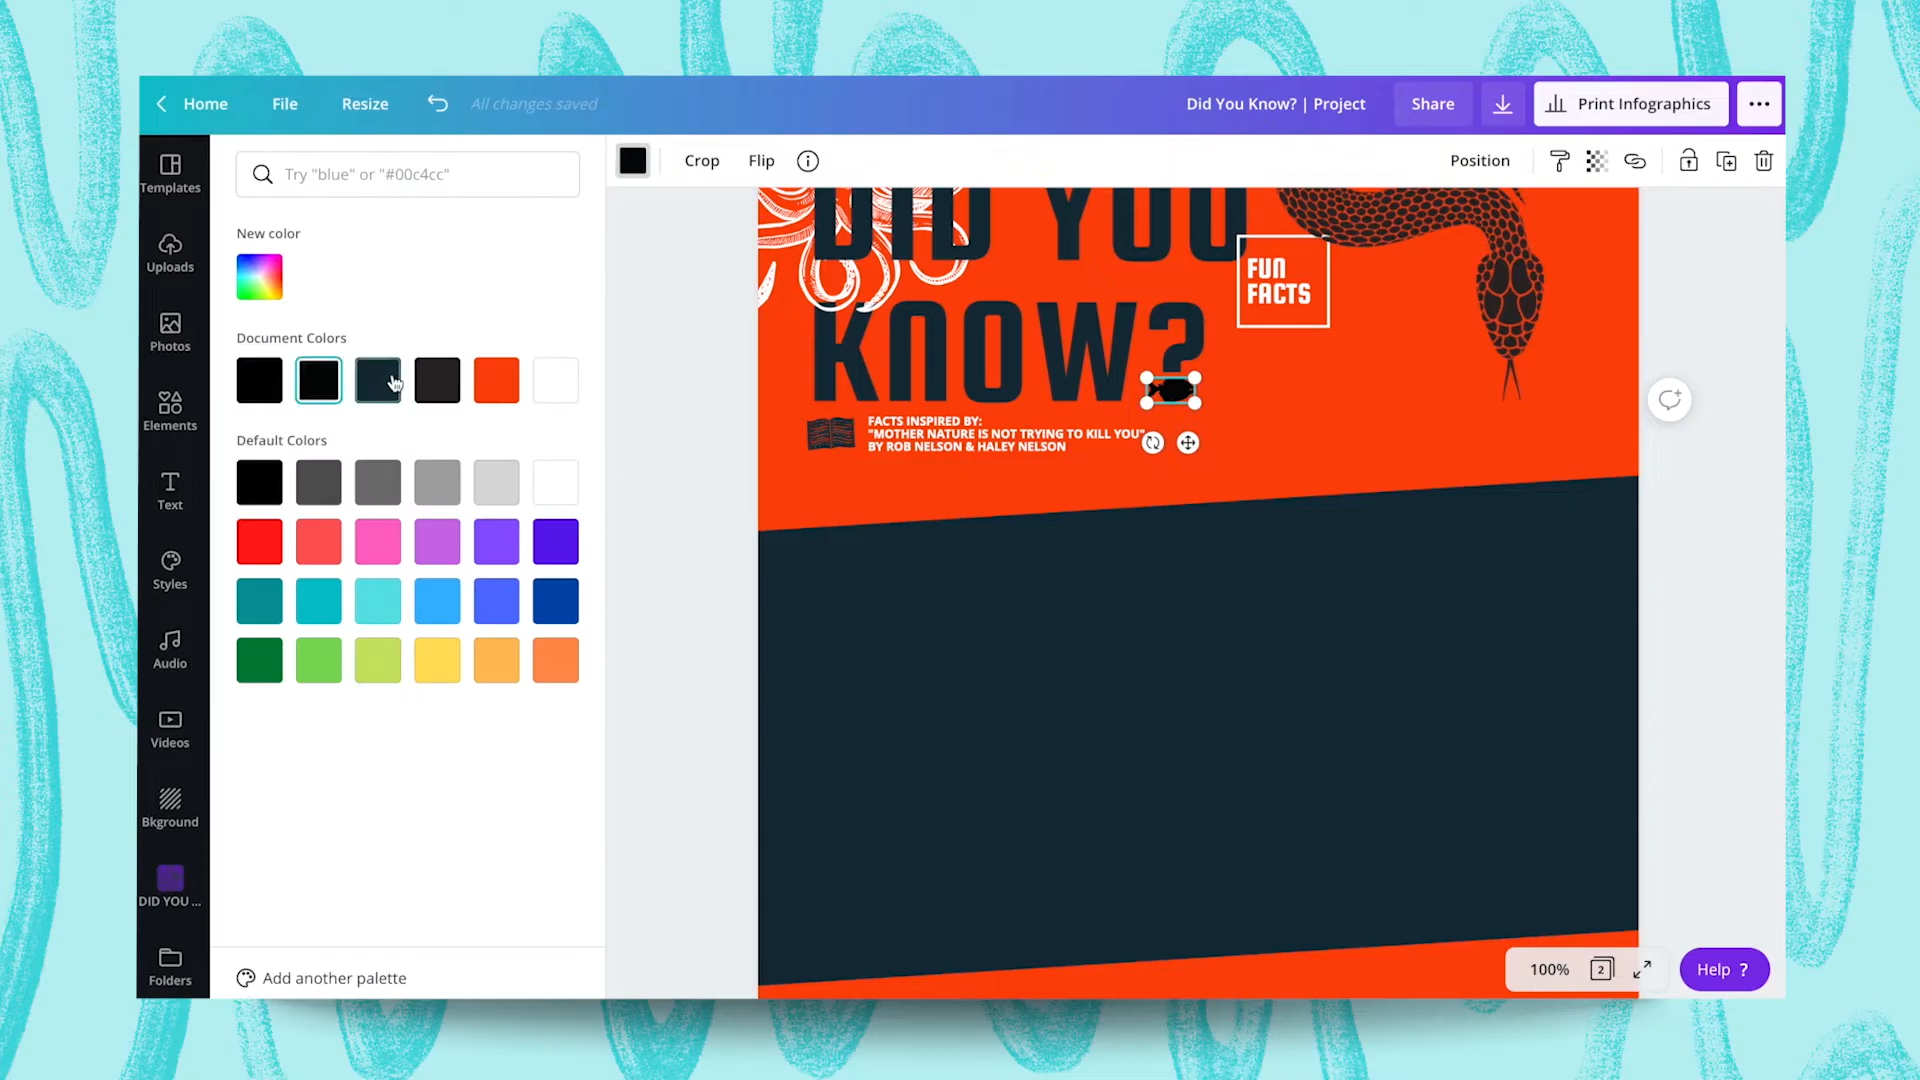 Home
File
Resize
All changes saved
Did You Know? | Project
Share
Print Infographics
Templates
Uploads
Photos
Elements
Text
Styles
Audio
Videos
Bkground
DID YOU ...
Folders
Try "blue" or "#00c4cc"
New color
Document Colors
Default Colors
Add another palette
Crop
Flip
Position
DID YOU
KNOW?
FUN
FACTS
FACTS INSPIRED BY:
"MOTHER NATURE IS NOT TRYING TO KILL YOU"
BY ROB NELSON & HALEY NELSON
100%
2
Help ?